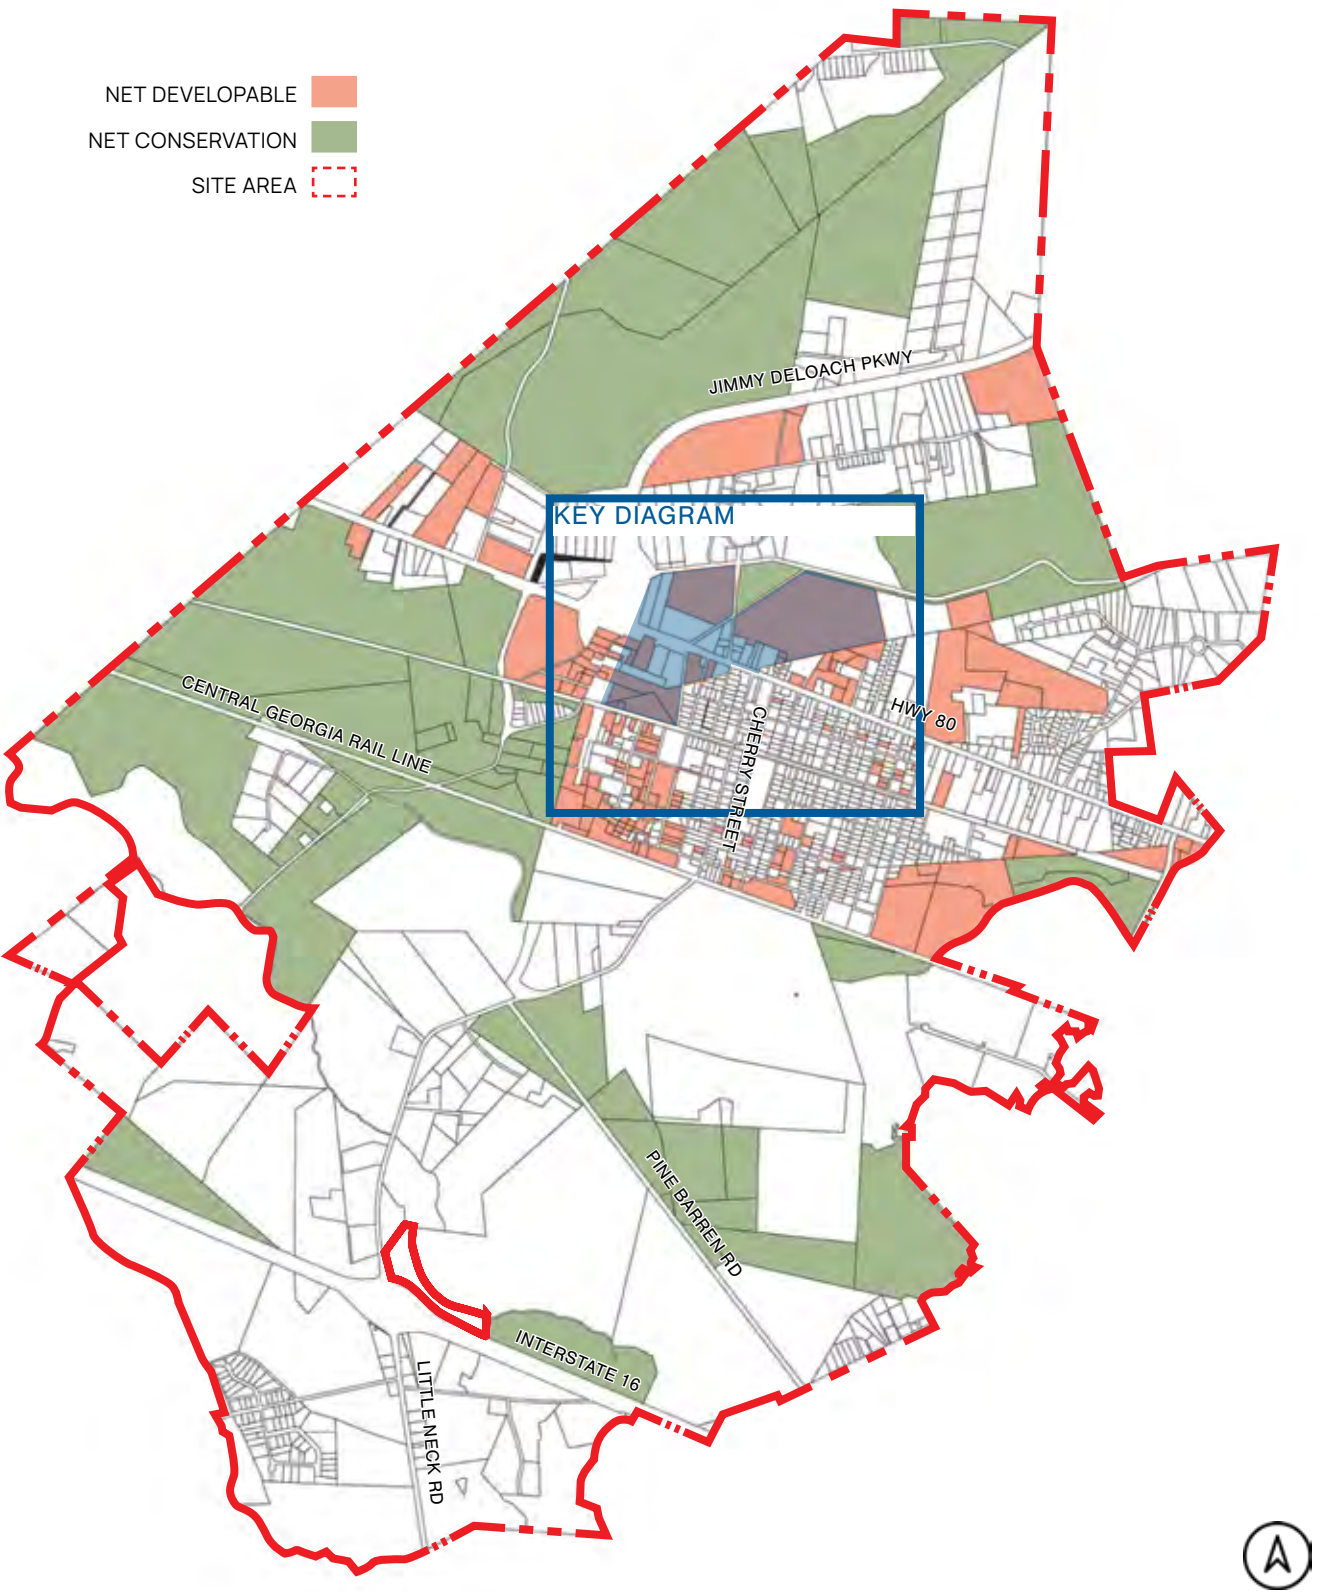 NET DEVELOPABLE
NET CONSERVATION
SITE AREA
JIMMY DELOACH PKWY
KEY DIAGRAM
CENTRAL GEORGIA RAIL LINE
HWY 80
CHERRY STREET
PINE BARREN RD
INTERSTATE 16
LITTLE NECK RD